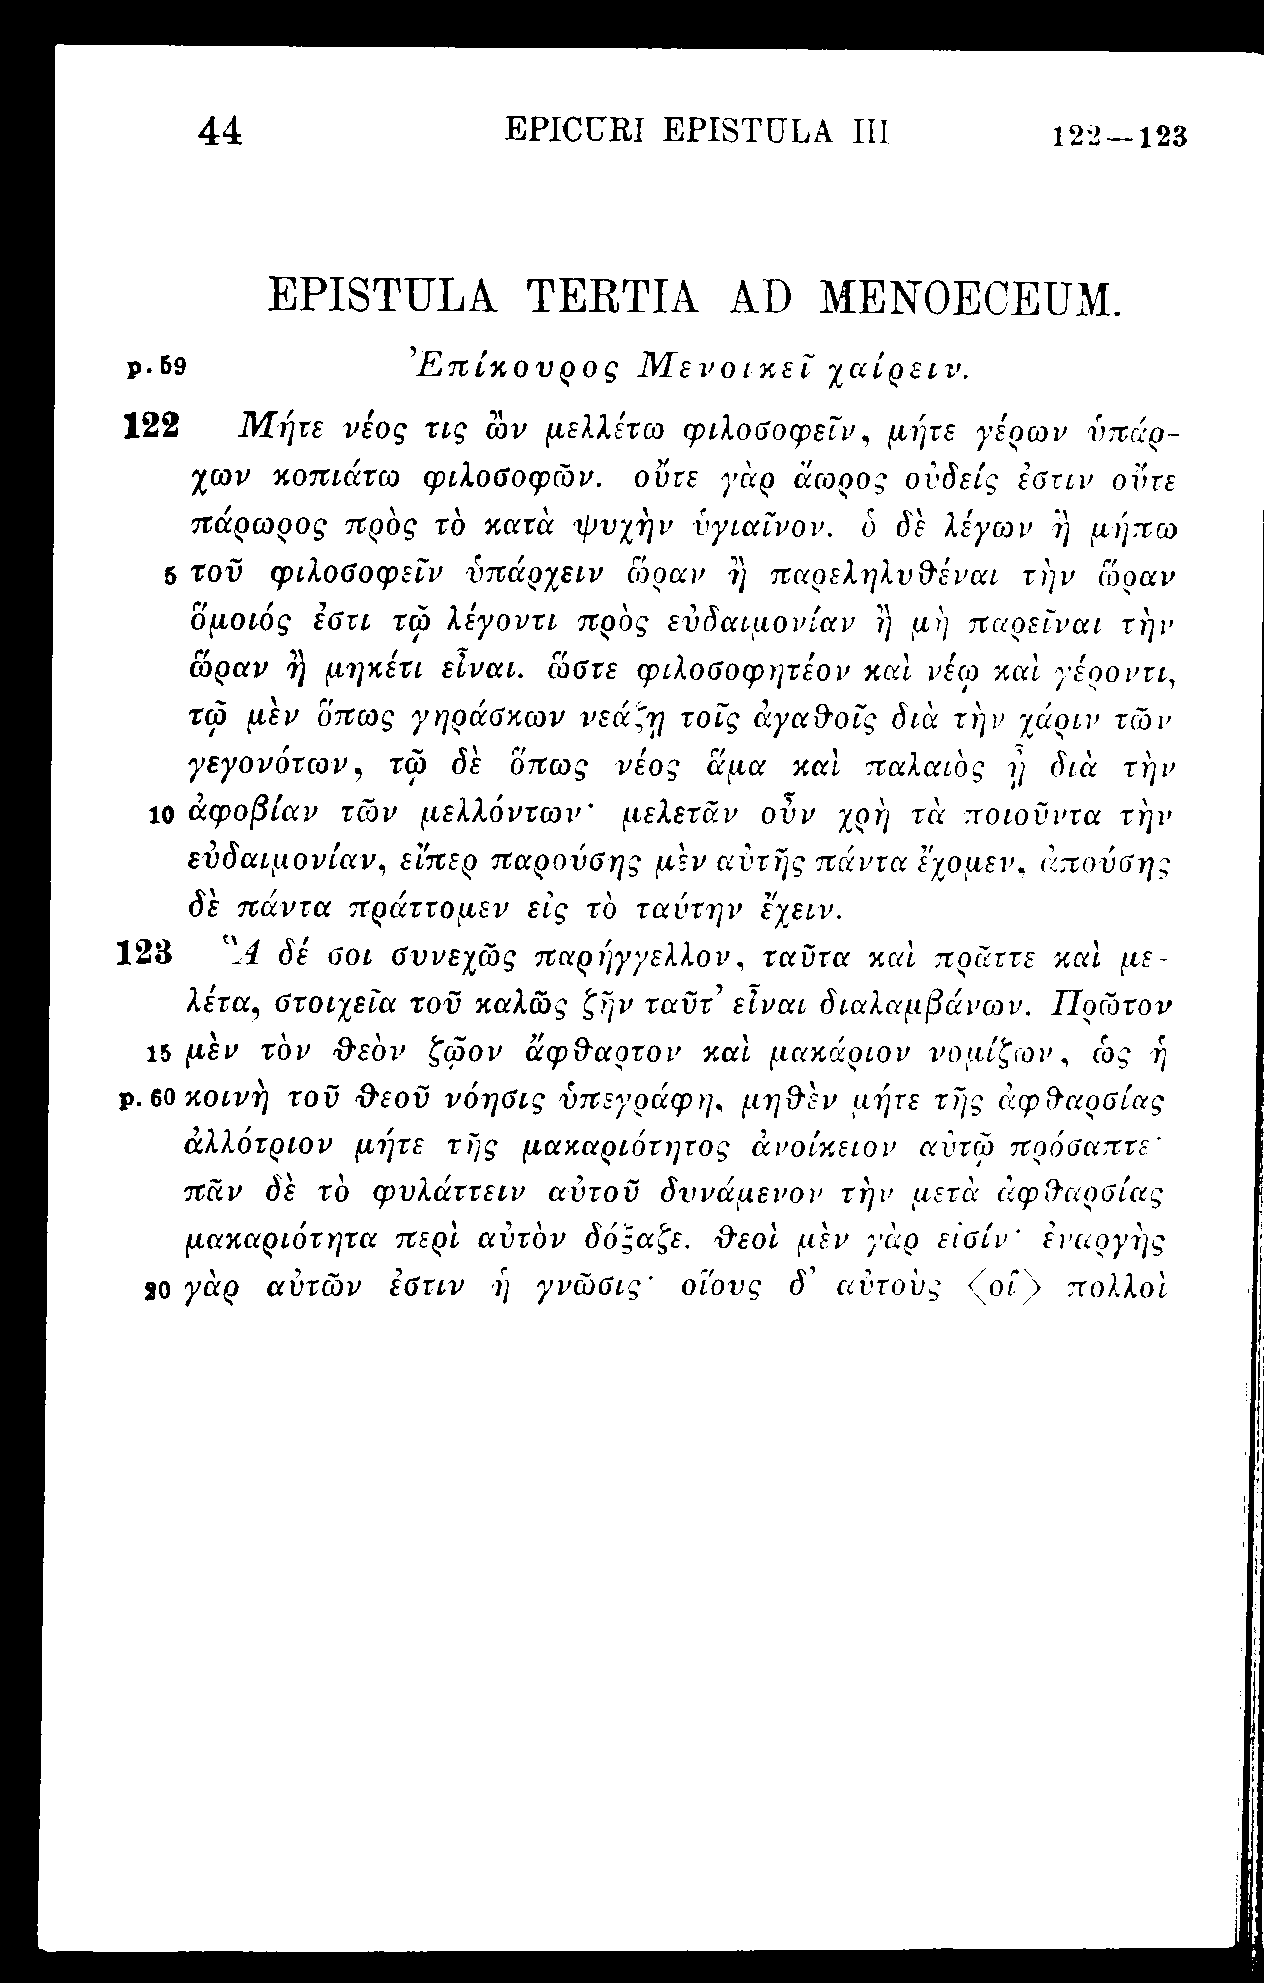 44 EPICURI EPISTULA III 122—123
EPISTULA TERTIA AD MENOECEUM.
p. 59 Ἐπίκουρος Μενοικεῖ χαίρειν.
122 Μήτε νέος τις ὢν μελλέτω φιλοσοφεῖν, μήτε γέρων ὑπάρ-
χων κοπιάτω φιλοσοφῶν. οὔτε γὰρ ἄωρος οὐδείς ἐστιν οὔτε
πάρωρος πρὸς τὸ κατὰ ψυχὴν ὑγιαῖνον. ὁ δὲ λέγων ἢ μήπω
5 τοῦ φιλοσοφεῖν ὑπάρχειν ὥραν ἢ παρεληλυθέναι τὴν ὥραν
ὅμοιός ἐστι τῷ λέγοντι πρὸς εὐδαιμονίαν ἢ μὴ παρεῖναι τὴν
ὥραν ἢ μηκέτι εἶναι. ὥστε φιλοσοφητέον καὶ νέῳ καὶ γέροντι,
τῷ μὲν ὅπως γηράσκων νεάζῃ τοῖς ἀγαθοῖς διὰ τὴν χάριν τῶν
γεγονότων, τῷ δὲ ὅπως νέος ἅμα καὶ παλαιὸς ᾖ διὰ τὴν
10 ἀφοβίαν τῶν μελλόντων· μελετᾶν οὖν χρὴ τὰ ποιοῦντα τὴν
εὐδαιμονίαν, εἴπερ παρούσης μὲν αὐτῆς πάντα ἔχομεν, ἀπούσης
δὲ πάντα πράττομεν εἰς τὸ ταύτην ἔχειν.
123 Ἃ δέ σοι συνεχῶς παρήγγελλον, ταῦτα καὶ πρᾶττε καὶ με-
λέτα, στοιχεῖα τοῦ καλῶς ζῆν ταῦτ’ εἶναι διαλαμβάνων. Πρῶτον
15 μὲν τὸν θεὸν ζῷον ἄφθαρτον καὶ μακάριον νομίζων, ὡς ἡ
p. 60 κοινὴ τοῦ θεοῦ νόησις ὑπεγράφη, μηθὲν μήτε τῆς ἀφθαρσίας
ἀλλότριον μήτε τῆς μακαριότητος ἀνοίκειον αὐτῷ πρόσαπτε·
πᾶν δὲ τὸ φυλάττειν αὐτοῦ δυνάμενον τὴν μετὰ ἀφθαρσίας
μακαριότητα περὶ αὐτὸν δόξαζε. θεοὶ μὲν γὰρ εἰσίν· ἐναργὴς
20 γὰρ αὐτῶν ἐστιν ἡ γνῶσις· οἵους δ’ αὐτοὺς ⟨οἱ⟩ πολλοὶ